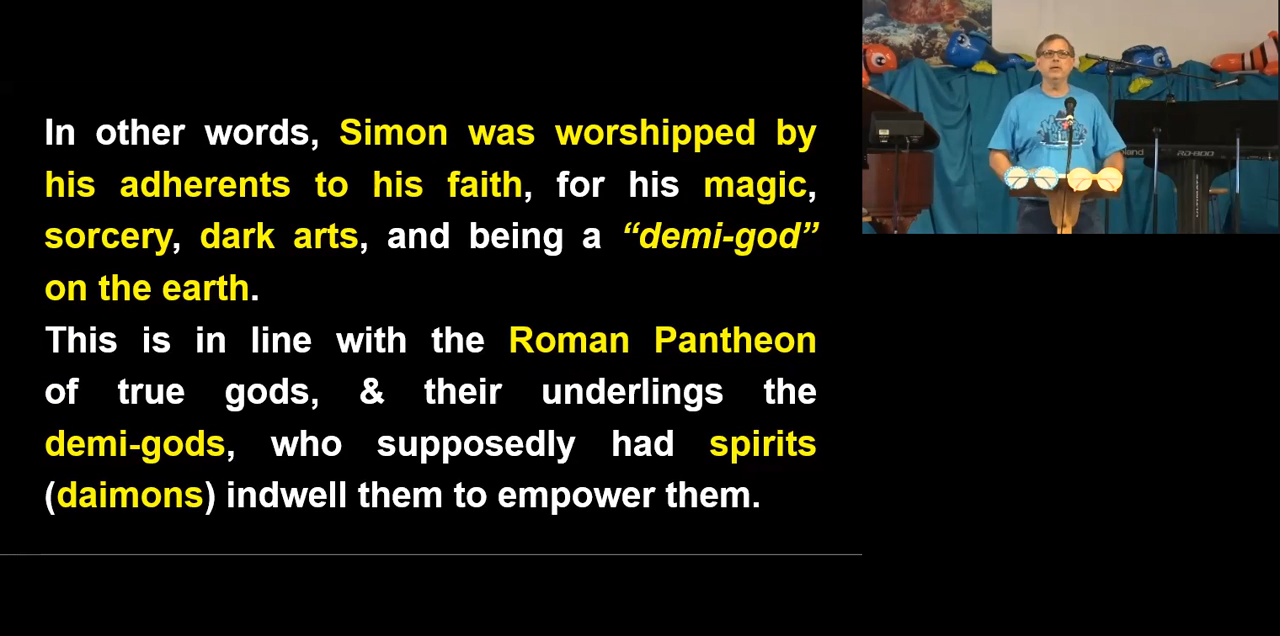 In other words, Simon was worshipped by
his adherents to his faith, for his magic,
sorcery, dark arts, and being a “demi-god”
on the earth.
This is in line with the Roman Pantheon
of true gods, & their underlings the
demi-gods, who supposedly had spirits
(daimons) indwell them to empower them.
RD-800